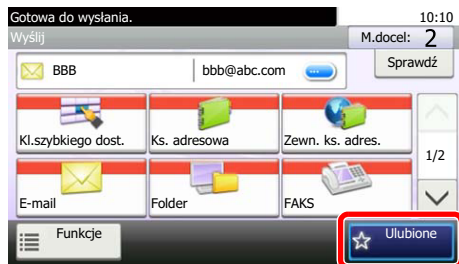 Gotowa do wysłania. 10:10
Wyślij M.docel: 2
BBB bbb@abc.com Sprawdź
Kl.szybkiego dost. Ks. adresowa Zewn. ks. adres.
1/2
E-mail Folder FAKS
Funkcje Ulubione